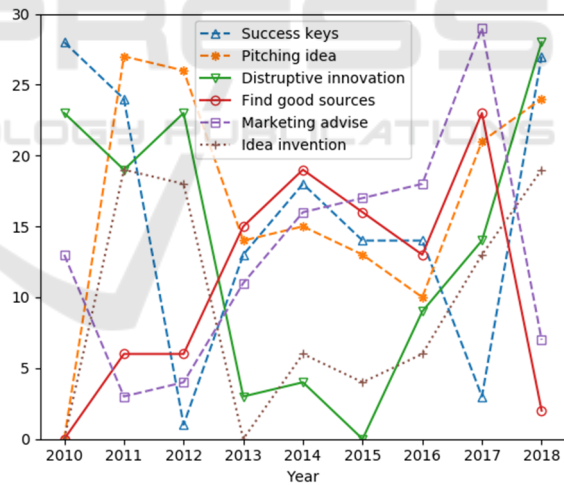 30
25
20
15
10
5
0
Success keys
Pitching idea
Distruptive innovation
Find good sources
Marketing advise
Idea invention
2010 2011 2012 2013 2014 2015 2016 2017 2018
Year